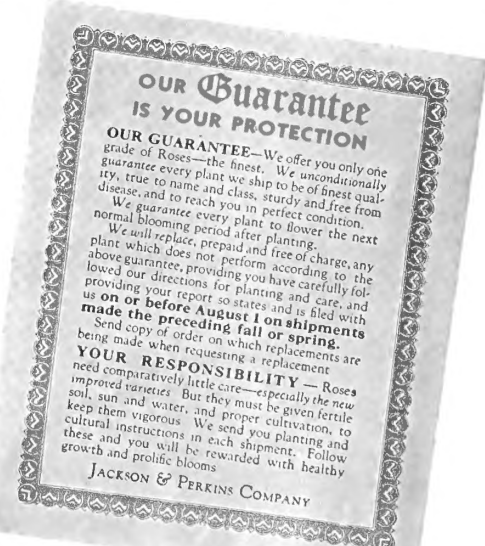 OUR Guarantee
IS YOUR PROTECTION
OUR GUARANTEE—We offer you only one
grade of Roses—the finest. We unconditionally
guarantee every plant we ship to be of finest qual-
ity, true to name and class, sturdy and free from
disease, and to reach you in perfect condition.
We guarantee every plant to flower the next
normal blooming period after planting.
We will replace, prepaid and free of charge, any
plant which does not perform according to the
above guarantee, providing you have carefully fol-
lowed our directions for planting and care, and
providing your report so states and is filed with
us on or before August 1 on shipments
made the preceding fall or spring.
Send copy of order on which replacements are
being made when requesting a replacement
YOUR RESPONSIBILITY — Roses
need comparatively little care—especially the new
improved varieties But they must be given fertile
soil, sun and water, and proper cultivation, to
keep them vigorous We send you planting and
cultural instructions in each shipment. Follow
these and you will be rewarded with healthy
growth and prolific blooms
JACKSON & PERKINS COMPANY